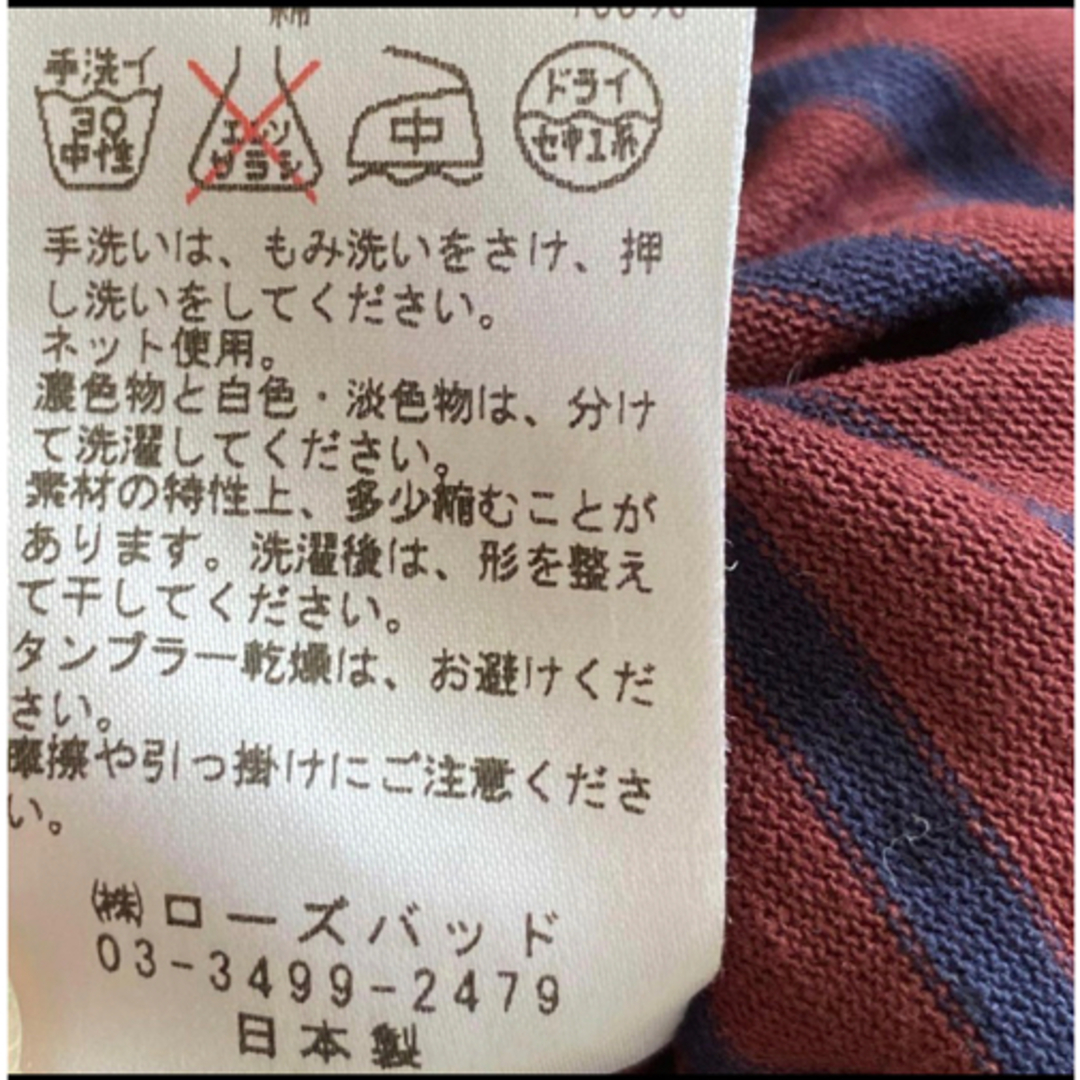 綿 100%
手洗イ
30
中性
エンソ
サラシ
中
ドライ
セキユ系
手洗いは、もみ洗いをさけ、押
し洗いをしてください。
ネット使用。
濃色物と白色・淡色物は、分け
て洗濯してください。
素材の特性上、多少縮むことが
あります。洗濯後は、形を整え
て干してください。
タンブラー乾燥は、お避けくだ
さい。
摩擦や引っ掛けにご注意くださ
い。
㈱ローズバッド
03-3499-2479
日本製